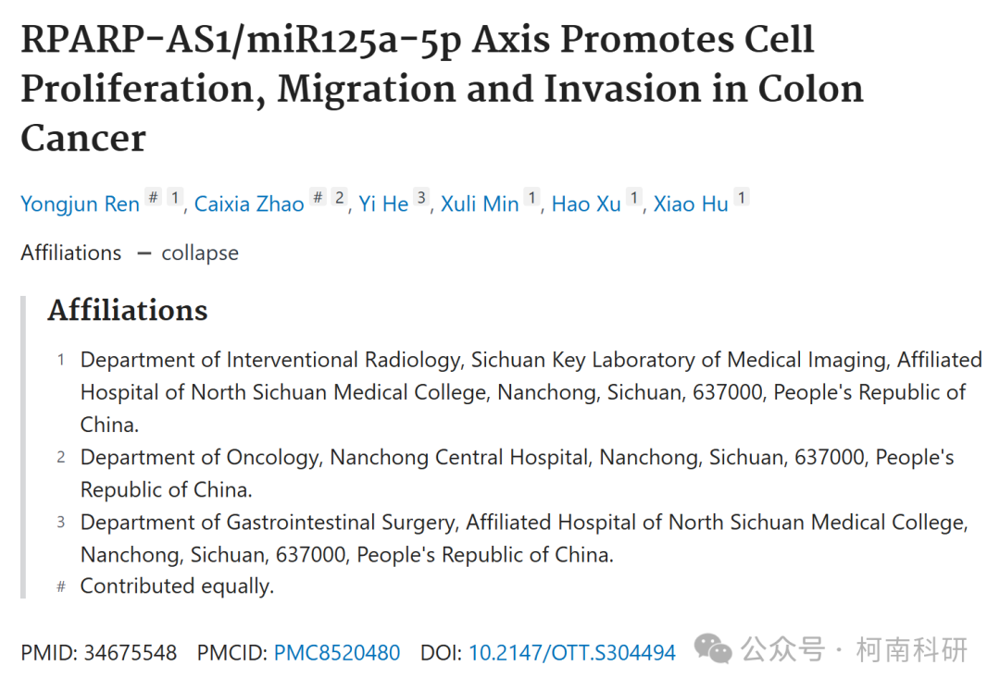 RPARP-AS1/miR125a-5p Axis Promotes Cell
Proliferation, Migration and Invasion in Colon
Cancer
Yongjun Ren # 1, Caixia Zhao # 2, Yi He 3, Xuli Min 1, Hao Xu 1, Xiao Hu 1
Affiliations — collapse
Affiliations
1 Department of Interventional Radiology, Sichuan Key Laboratory of Medical Imaging, Affiliated
Hospital of North Sichuan Medical College, Nanchong, Sichuan, 637000, People's Republic of
China.
2 Department of Oncology, Nanchong Central Hospital, Nanchong, Sichuan, 637000, People's
Republic of China.
3 Department of Gastrointestinal Surgery, Affiliated Hospital of North Sichuan Medical College,
Nanchong, Sichuan, 637000, People's Republic of China.
# Contributed equally.
PMID: 34675548 PMCID: PMC8520480 DOI: 10.2147/OTT.S304494 公众号 · 柯南科研